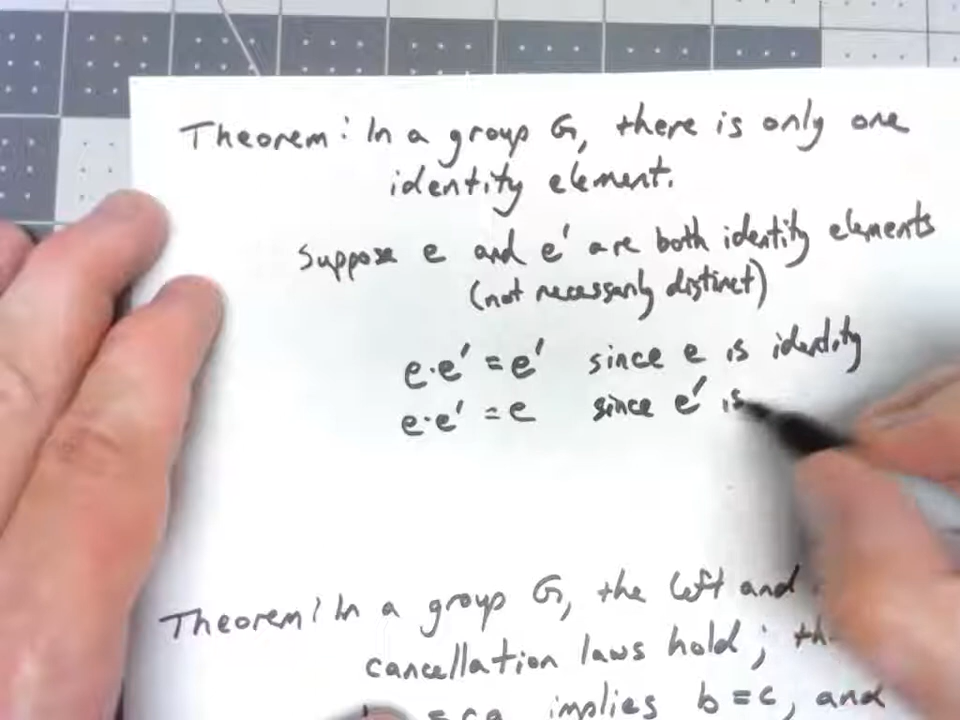 Theorem: In a group G, there is only one
identity element.
Suppose e and e' are both identity elements
(not necessarily distinct)
e·e' = e' since e is identity
e·e' = e since e' is
Theorem: In a group G, the left and
cancellation laws hold;
= ca implies b = c, and